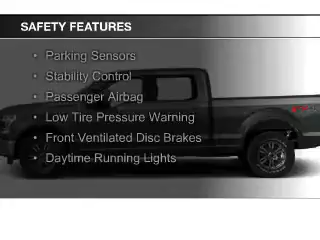 SAFETY FEATURES
• Parking Sensors
• Stability Control
• Passenger Airbag
• Low Tire Pressure Warning
• Front Ventilated Disc Brakes
• Daytime Running Lights